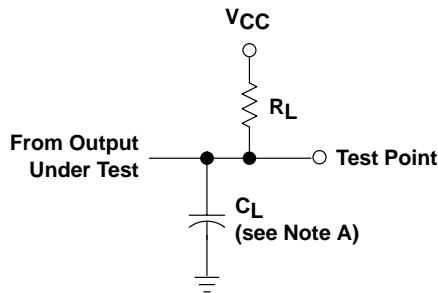 VCC
RL
From Output
Under Test
Test Point
CL
(see Note A)